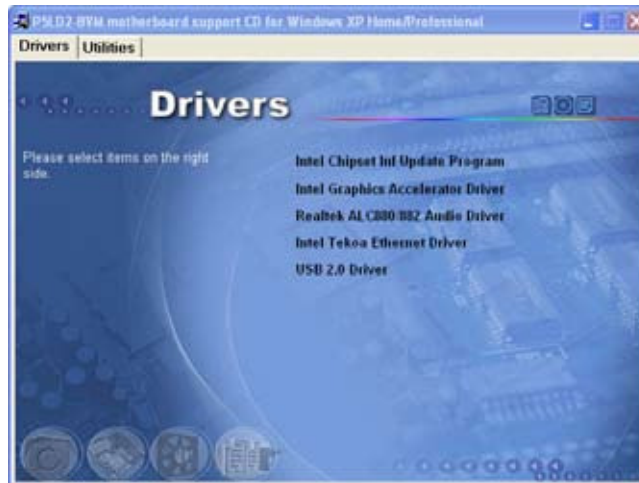 P5LD2-BVM motherboard support CD for Windows XP Home/Professional
Drivers Utilities
Drivers
Please select items on the right
side.
Intel Chipset Inf Update Program
Intel Graphics Accelerator Driver
Realtek ALC880/882 Audio Driver
Intel Tekoa Ethernet Driver
USB 2.0 Driver